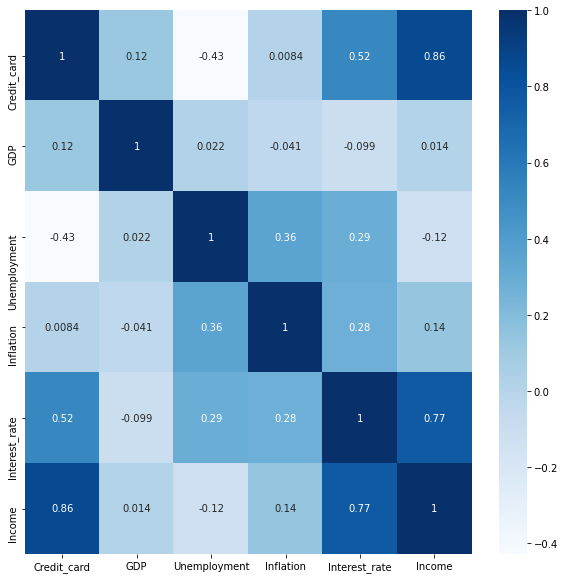 Credit_card 1 0.12 -0.43 0.0084 0.52 0.86
GDP 0.12 1 0.022 -0.041 -0.099 0.014
Unemployment -0.43 0.022 1 0.36 0.29 -0.12
Inflation 0.0084 -0.041 0.36 1 0.28 0.14
Interest_rate 0.52 -0.099 0.29 0.28 1 0.77
Income 0.86 0.014 -0.12 0.14 0.77 1
Credit_card GDP Unemployment Inflation Interest_rate Income
1.0
0.8
0.6
0.4
0.2
0.0
−0.2
−0.4